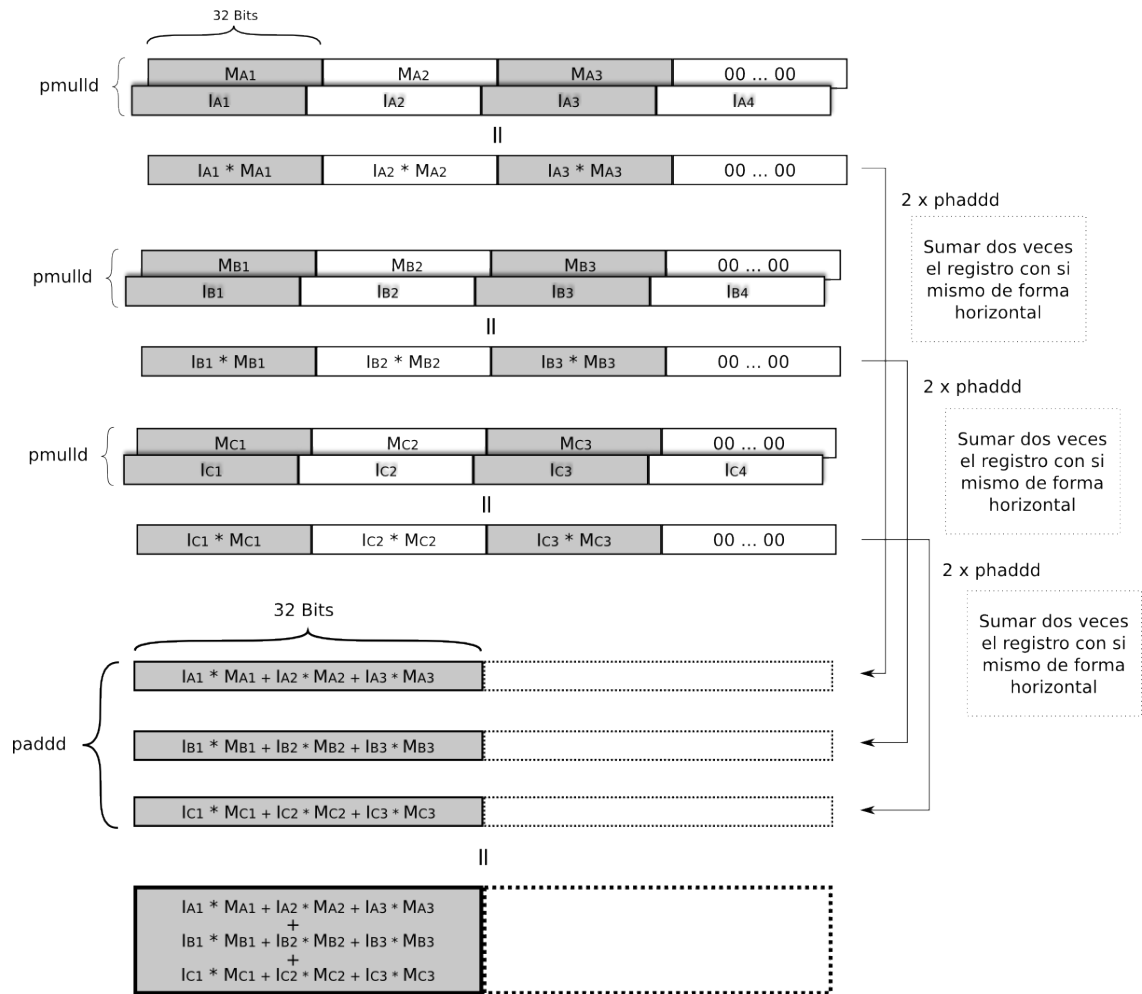 32 Bits
pmulld
MA1 MA2 MA3 00 ... 00
IA1 IA2 IA3 IA4
=
IA1 * MA1 IA2 * MA2 IA3 * MA3 00 ... 00
2 x phaddd
Sumar dos veces
el registro con si
mismo de forma
horizontal
pmulld
MB1 MB2 MB3 00 ... 00
IB1 IB2 IB3 IB4
=
IB1 * MB1 IB2 * MB2 IB3 * MB3 00 ... 00
2 x phaddd
Sumar dos veces
el registro con si
mismo de forma
horizontal
pmulld
MC1 MC2 MC3 00 ... 00
IC1 IC2 IC3 IC4
=
IC1 * MC1 IC2 * MC2 IC3 * MC3 00 ... 00
2 x phaddd
Sumar dos veces
el registro con si
mismo de forma
horizontal
32 Bits
paddd
IA1 * MA1 + IA2 * MA2 + IA3 * MA3
IB1 * MB1 + IB2 * MB2 + IB3 * MB3
IC1 * MC1 + IC2 * MC2 + IC3 * MC3
=
IA1 * MA1 + IA2 * MA2 + IA3 * MA3
+
IB1 * MB1 + IB2 * MB2 + IB3 * MB3
+
IC1 * MC1 + IC2 * MC2 + IC3 * MC3